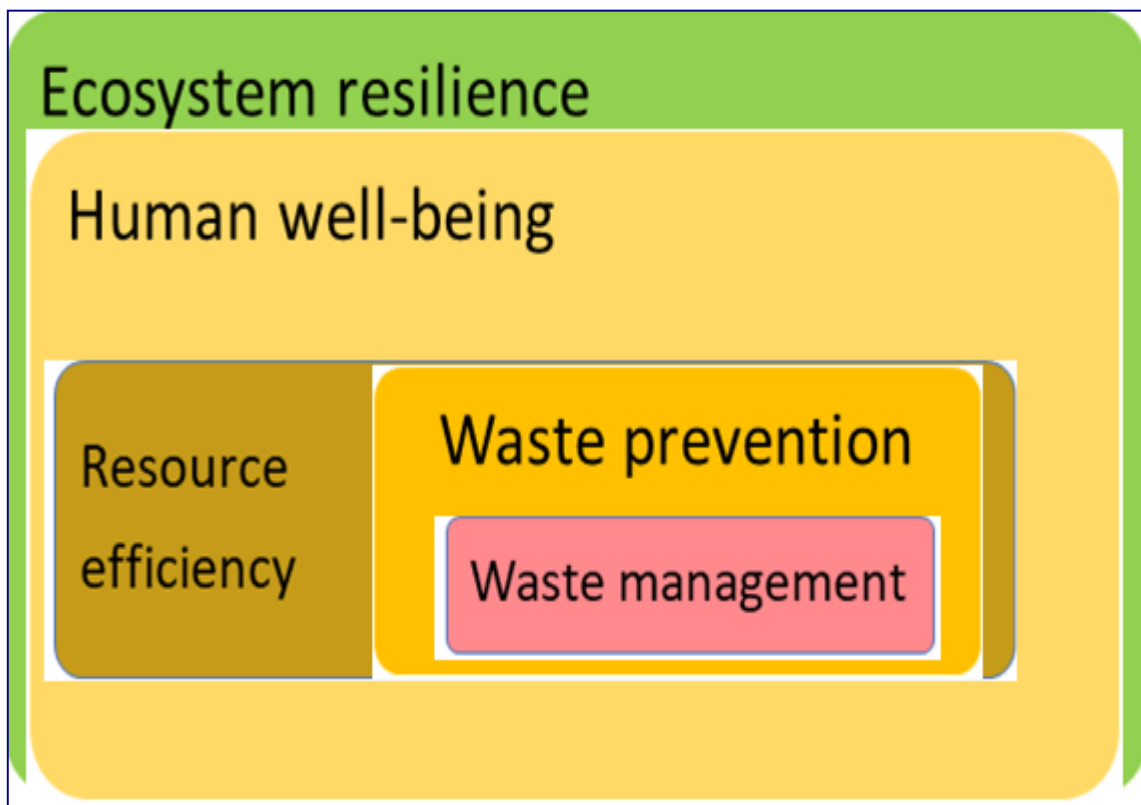 Ecosystem resilience
Human well-being
Resource
efficiency
Waste prevention
Waste management